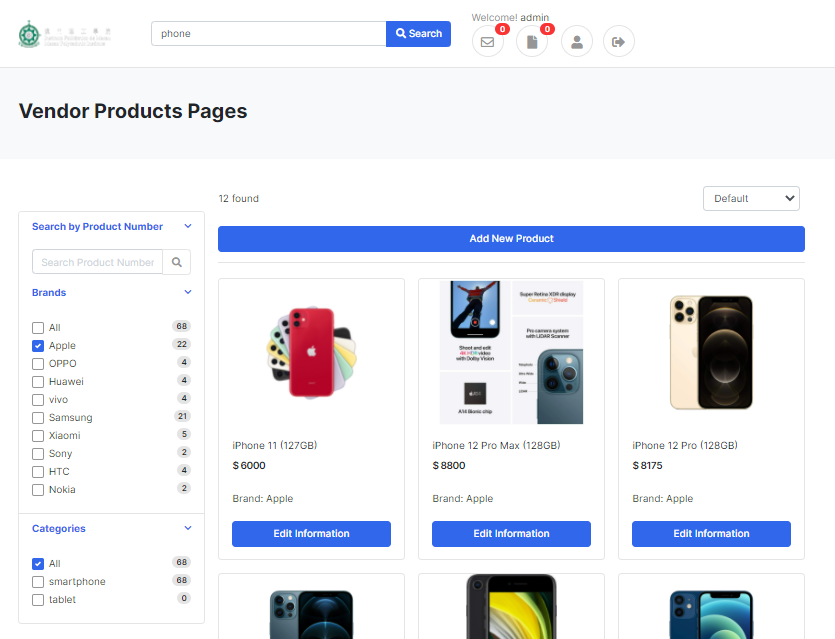 Welcome! admin
phone
Search
0
0
Vendor Products Pages
12 found
Default
Search by Product Number
Search Product Number
Add New Product
Brands
All 68
Apple 22
OPPO 4
Huawei 4
vivo 4
Samsung 21
Xiaomi 5
Sony 2
HTC 4
Nokia 2
Categories
All 68
smartphone 68
tablet 0
iPhone 11 (127GB)
$ 6000
Brand: Apple
Edit Information
Super Retina XDR display
Ceramic Shield
Shoot and edit
4K HDR video
with Dolby Vision
Pro camera system
with LiDAR Scanner
A14 Bionic chip
iPhone 12 Pro Max (128GB)
$ 8800
Brand: Apple
Edit Information
iPhone 12 Pro (128GB)
$ 8175
Brand: Apple
Edit Information